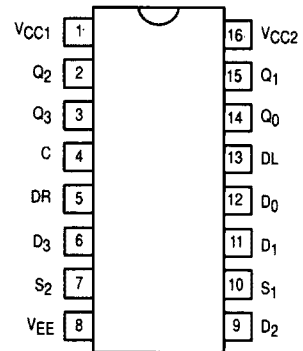 VCC1 1 16 VCC2
Q2 2 15 Q1
Q3 3 14 Q0
C 4 13 DL
DR 5 12 D0
D3 6 11 D1
S2 7 10 S1
VEE 8 9 D2